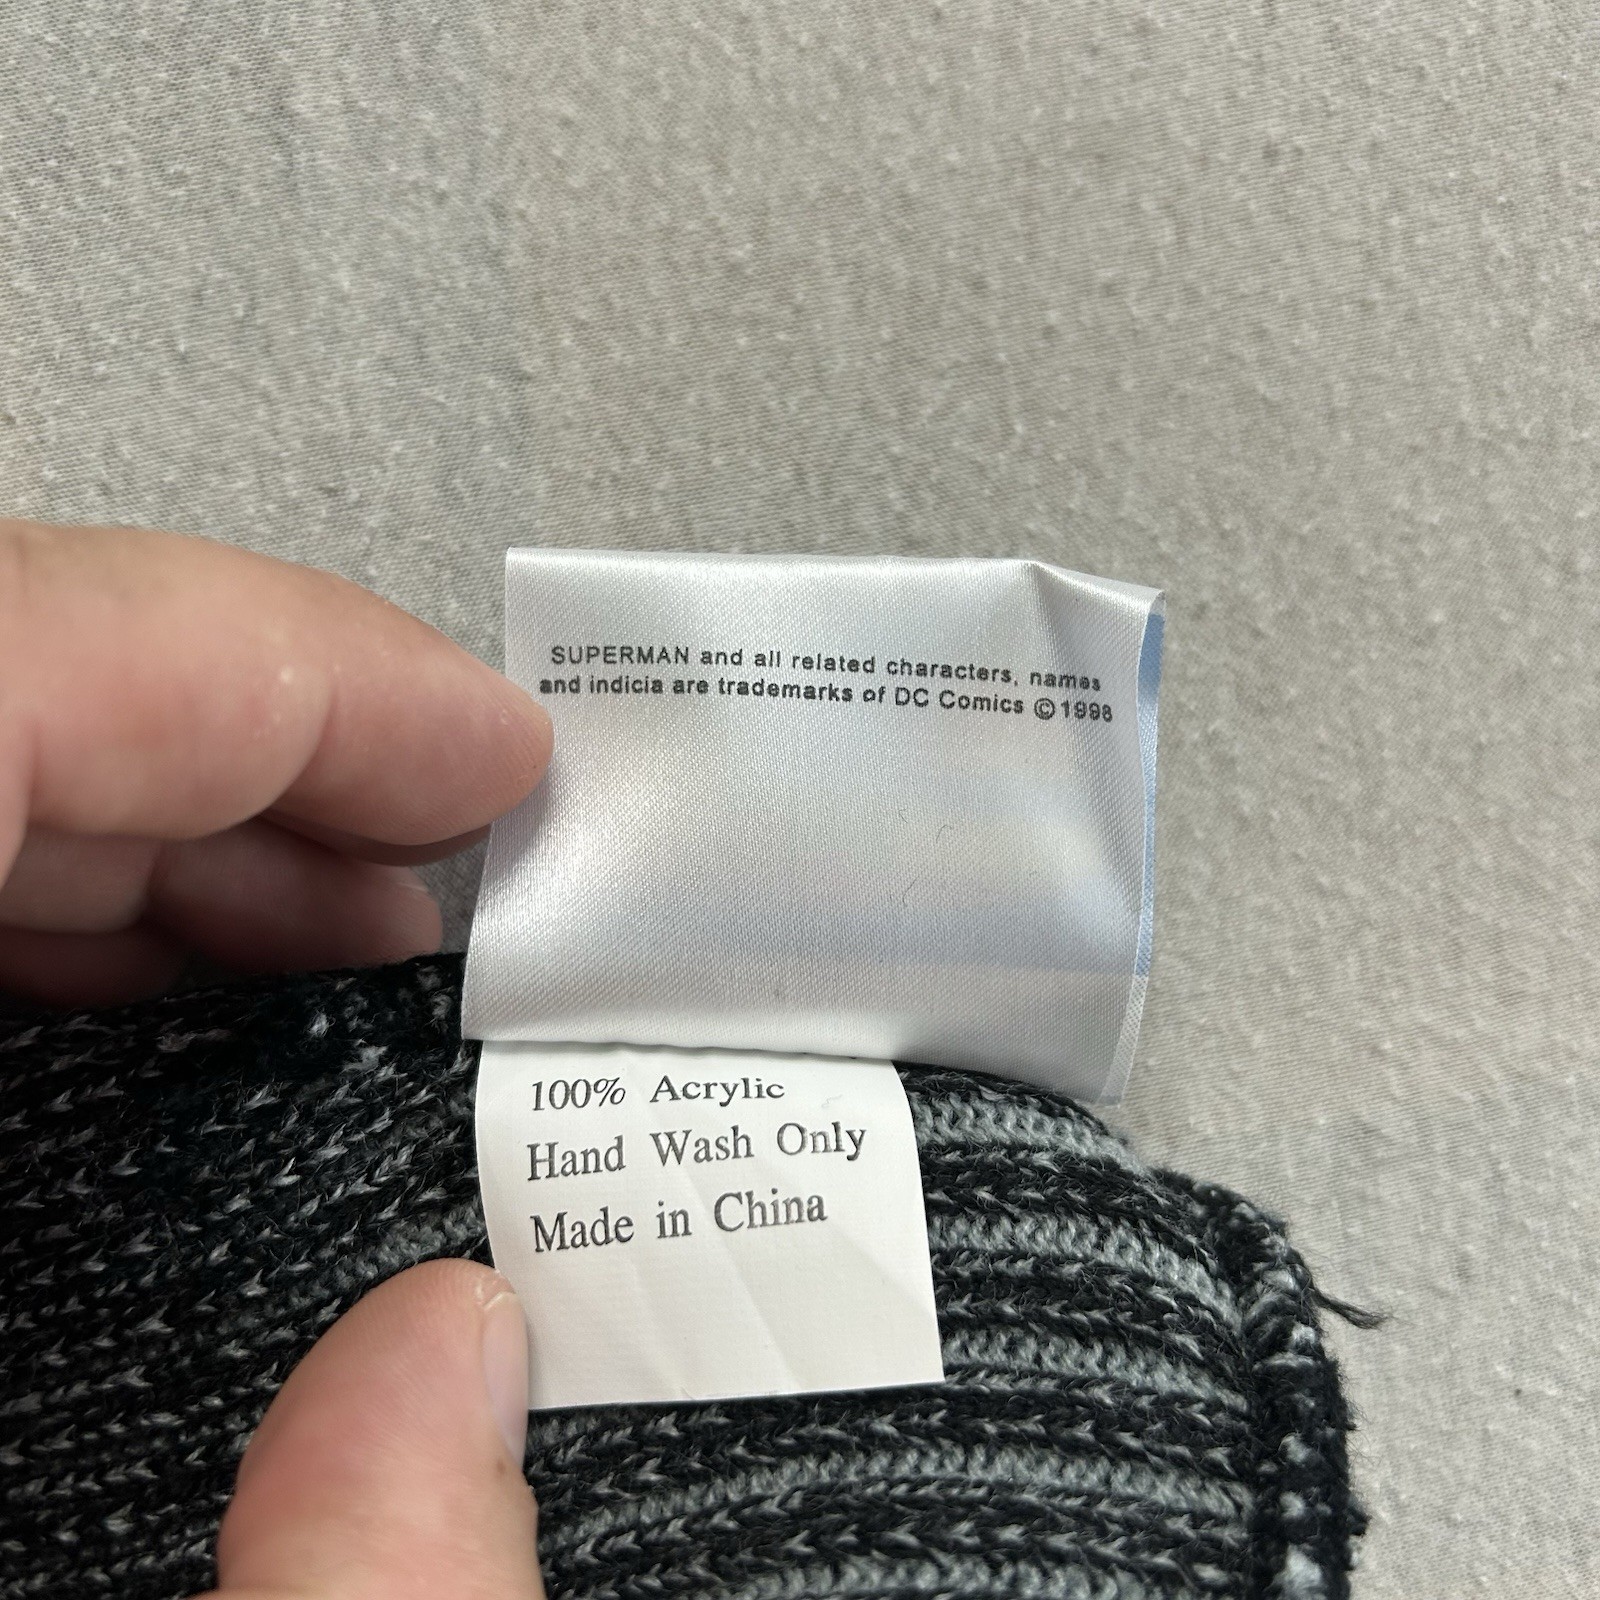 SUPERMAN and all related characters, names
and indicia are trademarks of DC Comics © 1998
100% Acrylic
Hand Wash Only
Made in China